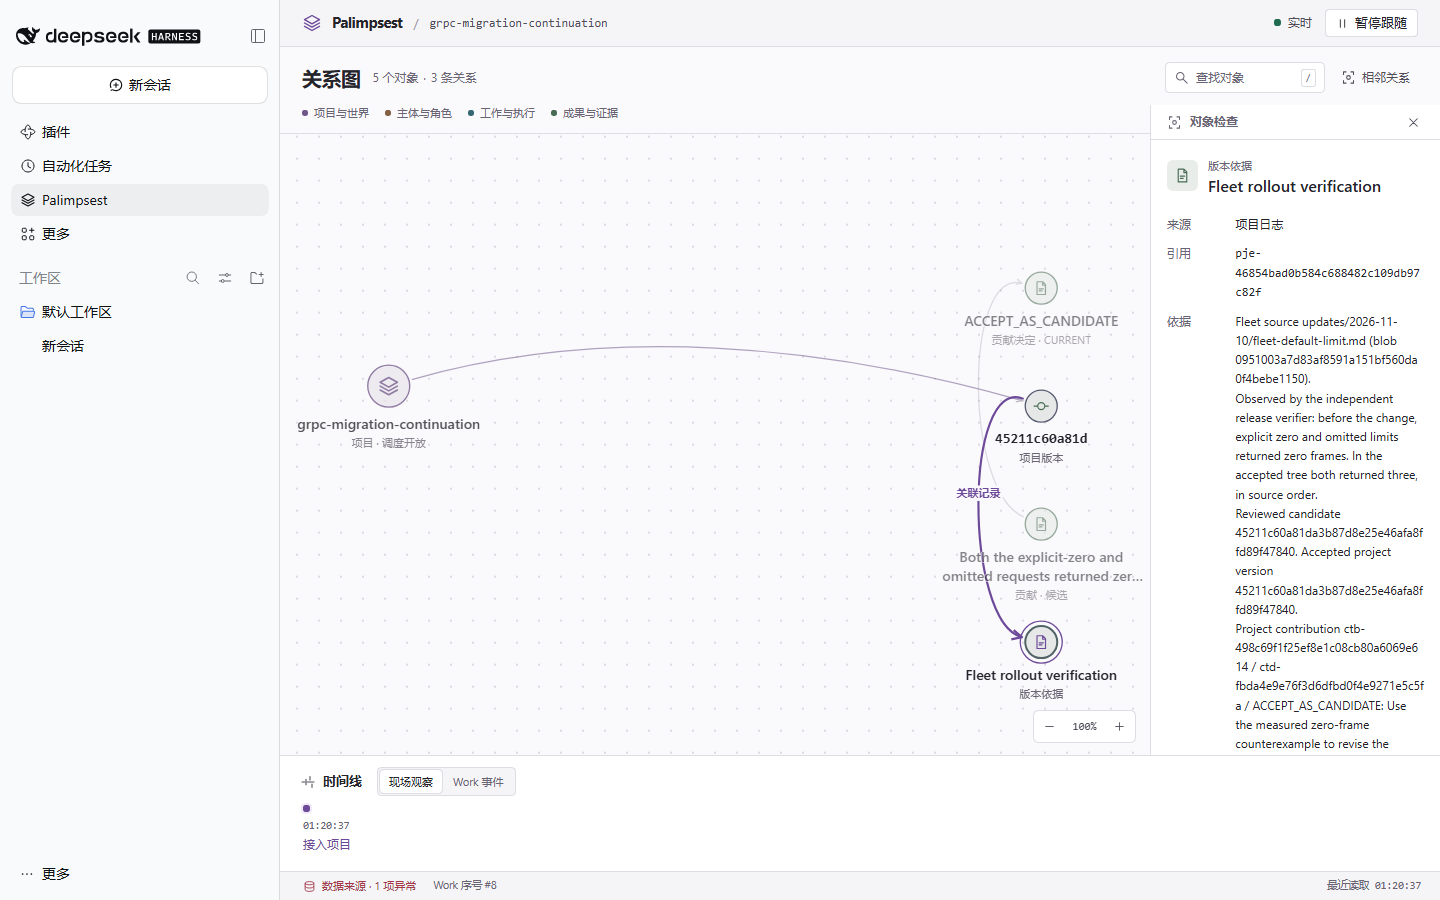 deepseek HARNESS
新会话
插件
自动化任务
Palimpsest
更多
工作区
默认工作区
新会话
更多
Palimpsest / grpc-migration-continuation
实时
暂停跟随
关系图 5 个对象 · 3 条关系
查找对象 /
相邻关系
项目与世界 主体与角色 工作与执行 成果与证据
ACCEPT_AS_CANDIDATE
贡献决定 · CURRENT
grpc-migration-continuation
项目 · 调度开放
45211c60a81d
项目版本
关联记录
Both the explicit-zero and
omitted requests returned zer...
贡献 · 候选
Fleet rollout verification
版本依据
− 100% +
对象检查
版本依据
Fleet rollout verification
来源 项目日志
引用 pje-
46854bad0b584c688482c109db97
c82f
依据 Fleet source updates/2026-11-
10/fleet-default-limit.md (blob
0951003a7d83af8591a151bf560da
0f4bebe1150).
Observed by the independent
release verifier: before the change,
explicit zero and omitted limits
returned zero frames. In the
accepted tree both returned three,
in source order.
Reviewed candidate
45211c60a81da3b87d8e25e46afa8f
fd89f47840. Accepted project
version
45211c60a81da3b87d8e25e46afa8f
fd89f47840.
Project contribution ctb-
498c69f1f25ef8e1c08cb80a6069e6
14 / ctd-
fbda4e9e76f3d6dfbd0f4e9271e5c5f
a / ACCEPT_AS_CANDIDATE: Use
the measured zero-frame
counterexample to revise the
时间线 现场观察 Work 事件
01:20:37
接入项目
数据来源 · 1 项异常 Work 序号 #8
最近读取 01:20:37